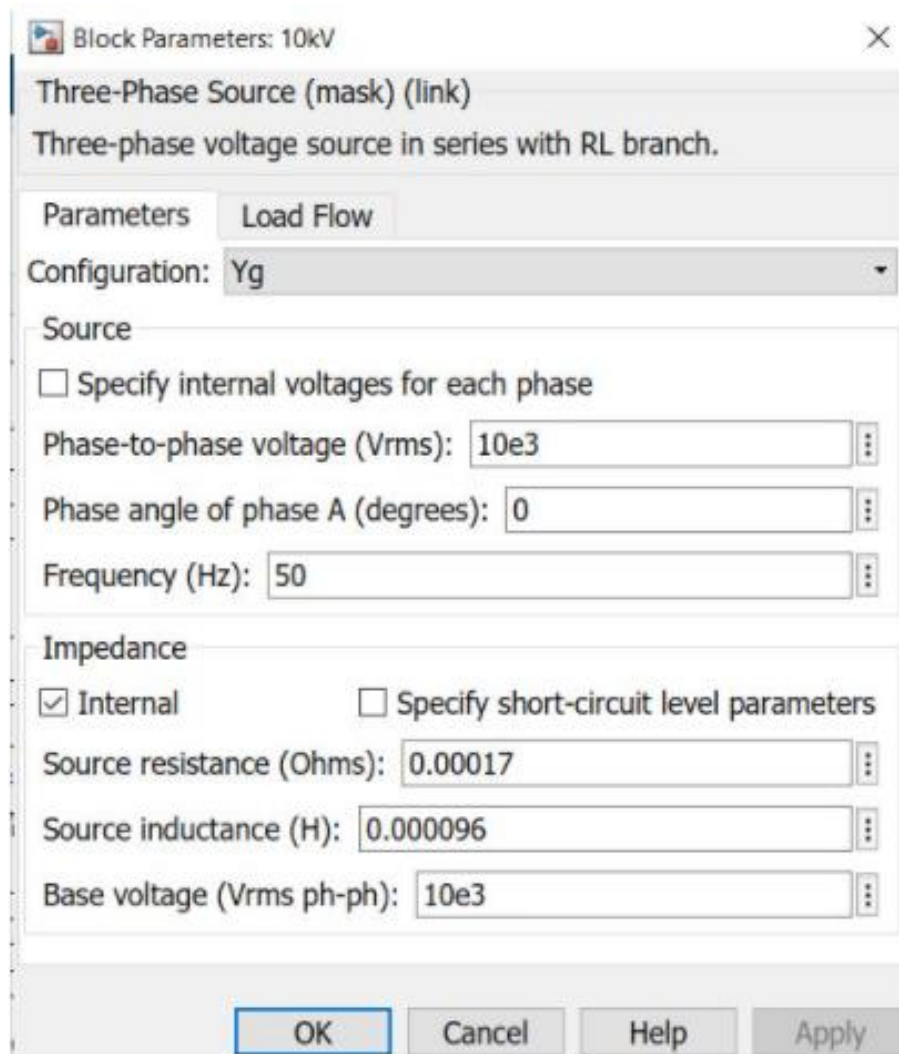 Block Parameters: 10kV
Three-Phase Source (mask) (link)
Three-phase voltage source in series with RL branch.
Parameters Load Flow
Configuration: Yg
Source
Specify internal voltages for each phase
Phase-to-phase voltage (Vrms): 10e3
Phase angle of phase A (degrees): 0
Frequency (Hz): 50
Impedance
Internal Specify short-circuit level parameters
Source resistance (Ohms): 0.00017
Source inductance (H): 0.000096
Base voltage (Vrms ph-ph): 10e3
OK Cancel Help Apply